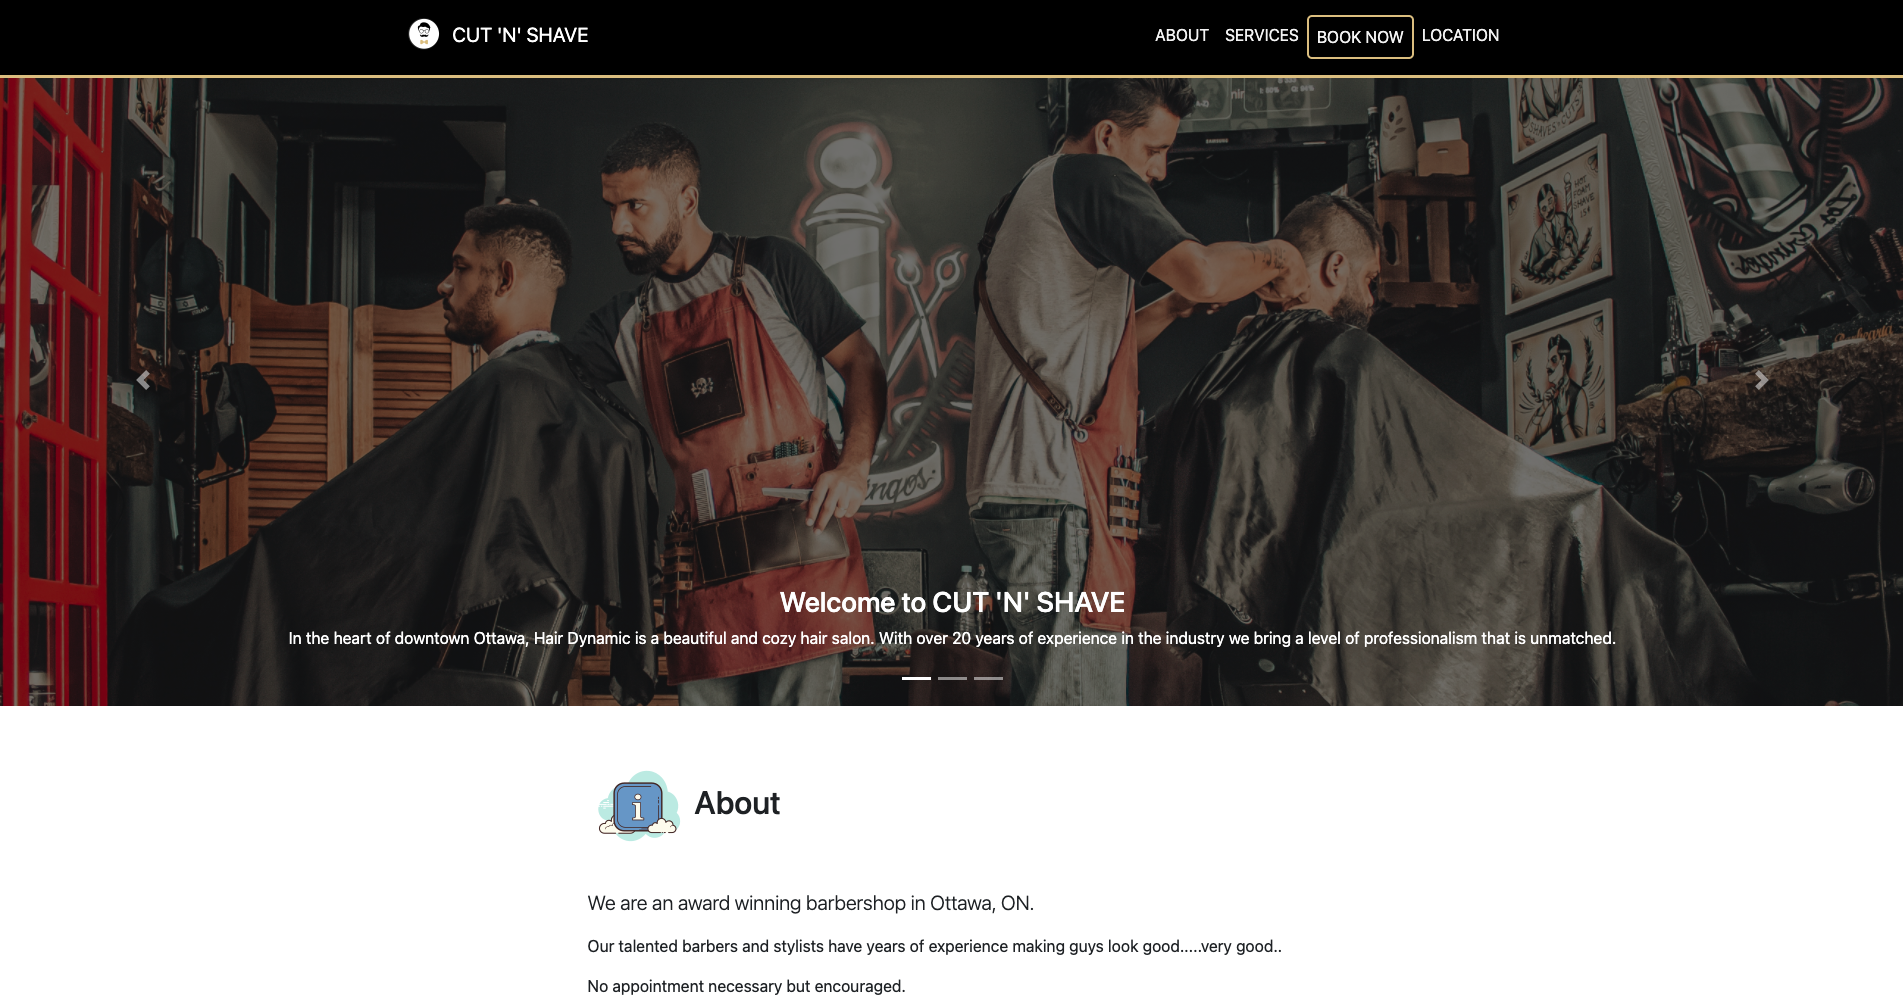 CUT 'N' SHAVE
ABOUT SERVICES BOOK NOW LOCATION
HOT
FOAM
SHAVE
Welcome to CUT 'N' SHAVE
In the heart of downtown Ottawa, Hair Dynamic is a beautiful and cozy hair salon. With over 20 years of experience in the industry we bring a level of professionalism that is unmatched.
About
We are an award winning barbershop in Ottawa, ON.
Our talented barbers and stylists have years of experience making guys look good.....very good..
No appointment necessary but encouraged.